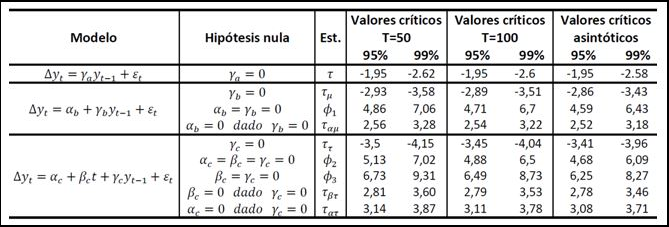 Modelo Hipótesis nula Est. Valores críticos T=50 Valores críticos T=100 Valores críticos asintóticos
95% 99% 95% 99% 95% 99%
Δy_t = γ_a y_{t−1} + ε_t γ_a = 0 τ -1,95 -2.62 -1,95 -2.6 -1,95 -2.58
γ_b = 0 τ_μ -2,93 -3,58 -2,89 -3,51 -2,86 -3,43
Δy_t = α_b + γ_b y_{t−1} + ε_t α_b = γ_b = 0 ϕ_1 4,86 7,06 4,71 6,7 4,59 6,43
α_b = 0 dado γ_b = 0 τ_{αμ} 2,56 3,28 2,54 3,22 2,52 3,18
γ_c = 0 τ_τ -3,5 -4,15 -3,45 -4,04 -3,41 -3,96
α_c = β_c = γ_c = 0 ϕ_2 5,13 7,02 4,88 6,5 4,68 6,09
Δy_t = α_c + β_c t + γ_c y_{t−1} + ε_t β_c = γ_c = 0 ϕ_3 6,73 9,31 6,49 8,73 6,25 8,27
β_c = 0 dado γ_c = 0 τ_{βτ} 2,81 3,60 2,79 3,53 2,78 3,46
α_c = 0 dado γ_c = 0 τ_{ατ} 3,14 3,87 3,11 3,78 3,08 3,71